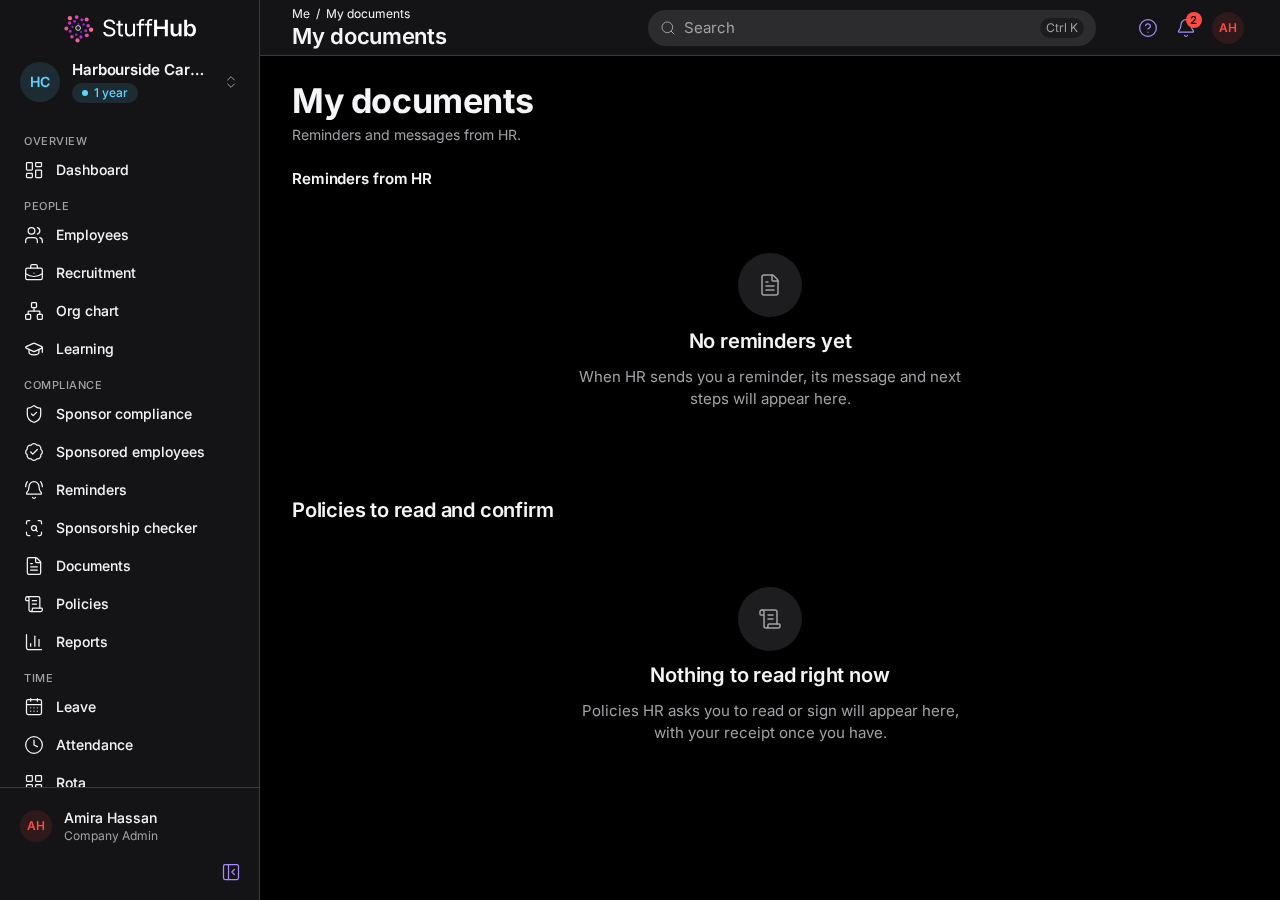 StuffHub
HC
Harbourside Car...
1 year
OVERVIEW
Dashboard
PEOPLE
Employees
Recruitment
Org chart
Learning
COMPLIANCE
Sponsor compliance
Sponsored employees
Reminders
Sponsorship checker
Documents
Policies
Reports
TIME
Leave
Attendance
Rota
AH
Amira Hassan
Company Admin
Me / My documents
My documents
Search
Ctrl K
2
AH
My documents
Reminders and messages from HR.
Reminders from HR
No reminders yet
When HR sends you a reminder, its message and next
steps will appear here.
Policies to read and confirm
Nothing to read right now
Policies HR asks you to read or sign will appear here,
with your receipt once you have.